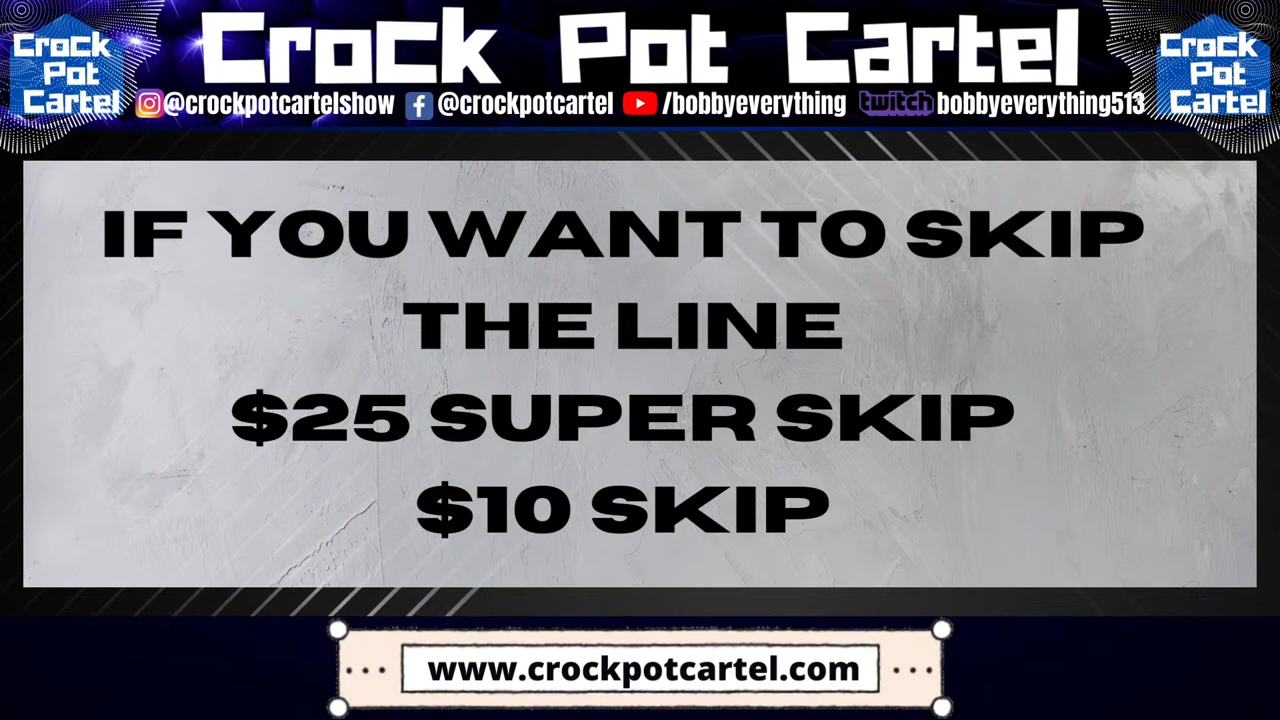 Crock Pot Cartel
Crock
Pot
Cartel
@crockpotcartelshow @crockpotcartel /bobbyeverything twitch bobbyeverything513
Crock
Pot
Cartel
IF YOU WANT TO SKIP
THE LINE
$25 SUPER SKIP
$10 SKIP
www.crockpotcartel.com